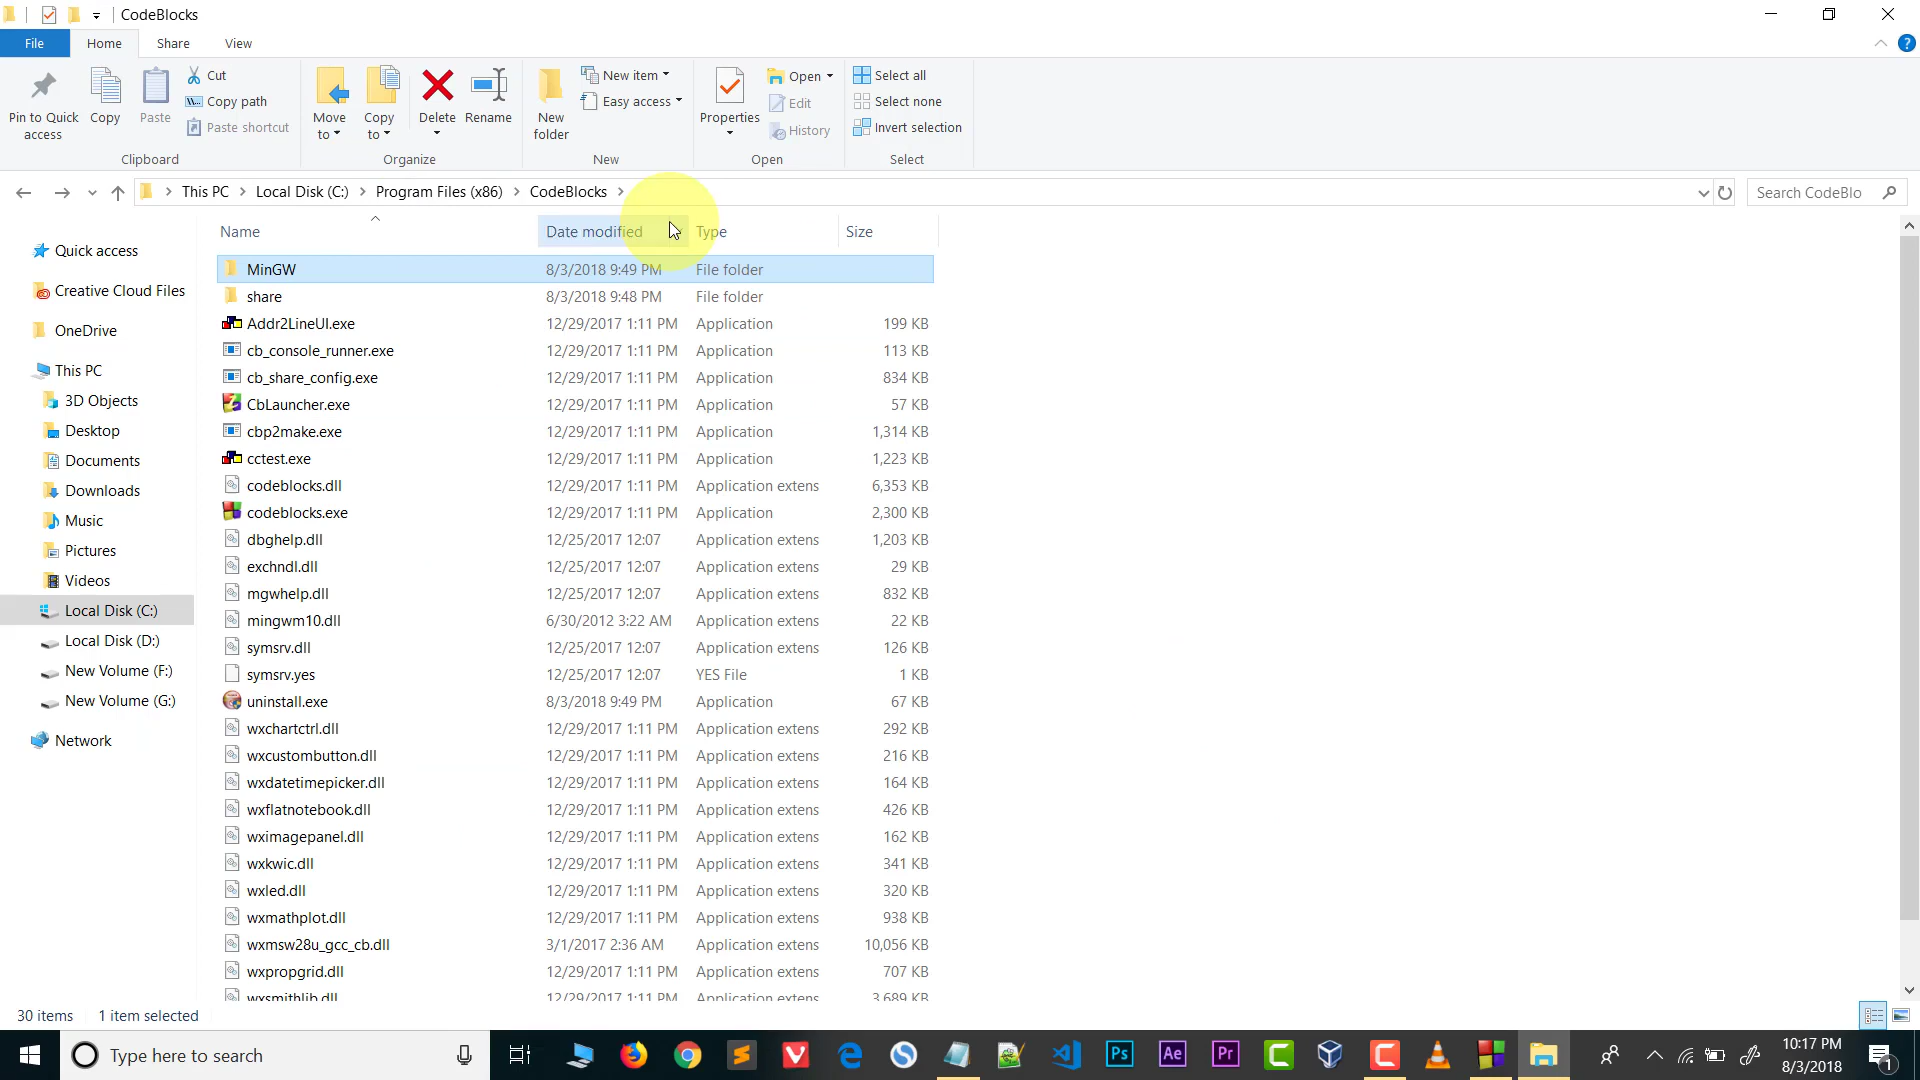 CodeBlocks
File
Home
Share
View
Pin to Quick access
Copy
Paste
Cut
Copy path
Paste shortcut
Clipboard
Move to
Copy to
Delete
Rename
Organize
New folder
New item
Easy access
New
Properties
Open
Edit
History
Open
Select all
Select none
Invert selection
Select
This PC
Local Disk (C:)
Program Files (x86)
CodeBlocks
Search CodeBlo
Name Date modified Type Size
MinGW 8/3/2018 9:49 PM File folder
share 8/3/2018 9:48 PM File folder
Addr2LineUI.exe 12/29/2017 1:11 PM Application 199 KB
cb_console_runner.exe 12/29/2017 1:11 PM Application 113 KB
cb_share_config.exe 12/29/2017 1:11 PM Application 834 KB
CbLauncher.exe 12/29/2017 1:11 PM Application 57 KB
cbp2make.exe 12/29/2017 1:11 PM Application 1,314 KB
cctest.exe 12/29/2017 1:11 PM Application 1,223 KB
codeblocks.dll 12/29/2017 1:11 PM Application extens 6,353 KB
codeblocks.exe 12/29/2017 1:11 PM Application 2,300 KB
dbghelp.dll 12/25/2017 12:07 Application extens 1,203 KB
exchndl.dll 12/25/2017 12:07 Application extens 29 KB
mgwhelp.dll 12/25/2017 12:07 Application extens 832 KB
mingwm10.dll 6/30/2012 3:22 AM Application extens 22 KB
symsrv.dll 12/25/2017 12:07 Application extens 126 KB
symsrv.yes 12/25/2017 12:07 YES File 1 KB
uninstall.exe 8/3/2018 9:49 PM Application 67 KB
wxchartctrl.dll 12/29/2017 1:11 PM Application extens 292 KB
wxcustombutton.dll 12/29/2017 1:11 PM Application extens 216 KB
wxdatetimepicker.dll 12/29/2017 1:11 PM Application extens 164 KB
wxflatnotebook.dll 12/29/2017 1:11 PM Application extens 426 KB
wximagepanel.dll 12/29/2017 1:11 PM Application extens 162 KB
wxkwic.dll 12/29/2017 1:11 PM Application extens 341 KB
wxled.dll 12/29/2017 1:11 PM Application extens 320 KB
wxmathplot.dll 12/29/2017 1:11 PM Application extens 938 KB
wxmsw28u_gcc_cb.dll 3/1/2017 2:36 AM Application extens 10,056 KB
wxpropgrid.dll 12/29/2017 1:11 PM Application extens 707 KB
wxsmithlib.dll 12/29/2017 1:11 PM Application extens 3,689 KB
Quick access
Creative Cloud Files
OneDrive
This PC
3D Objects
Desktop
Documents
Downloads
Music
Pictures
Videos
Local Disk (C:)
Local Disk (D:)
New Volume (F:)
New Volume (G:)
Network
30 items 1 item selected
Type here to search
Ps
Ae
Pr
10:17 PM
8/3/2018
1